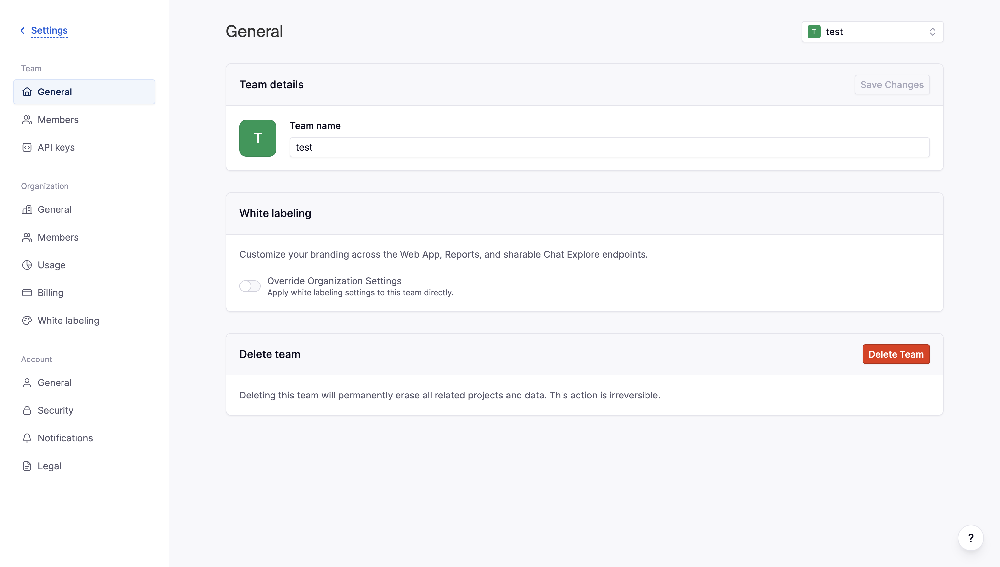 Settings
Team
General
Members
API keys
Organization
General
Members
Usage
Billing
White labeling
Account
General
Security
Notifications
Legal
General
T test
Team details
Save Changes
T
Team name
test
White labeling
Customize your branding across the Web App, Reports, and sharable Chat Explore endpoints.
Override Organization Settings
Apply white labeling settings to this team directly.
Delete team
Delete Team
Deleting this team will permanently erase all related projects and data. This action is irreversible.
?